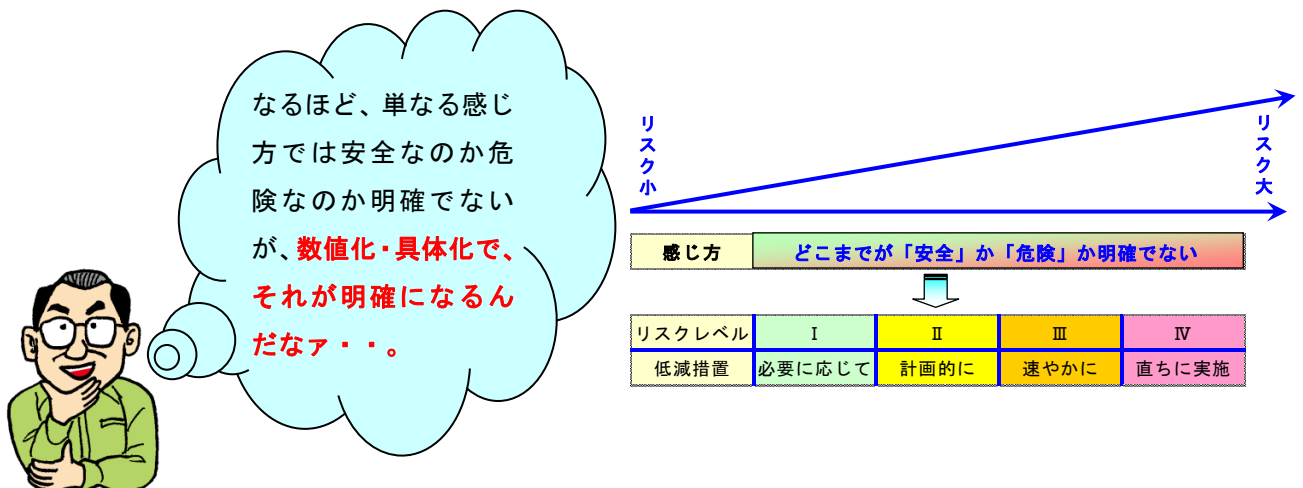 なるほど、単なる感じ
方では安全なのか危
険なのか明確でない
が、数値化・具体化で、
それが明確になるん
だなァ・・。
リスク小
リスク大
感じ方 どこまでが「安全」か「危険」か明確でない
リスクレベル Ⅰ Ⅱ Ⅲ Ⅳ
低減措置 必要に応じて 計画的に 速やかに 直ちに実施